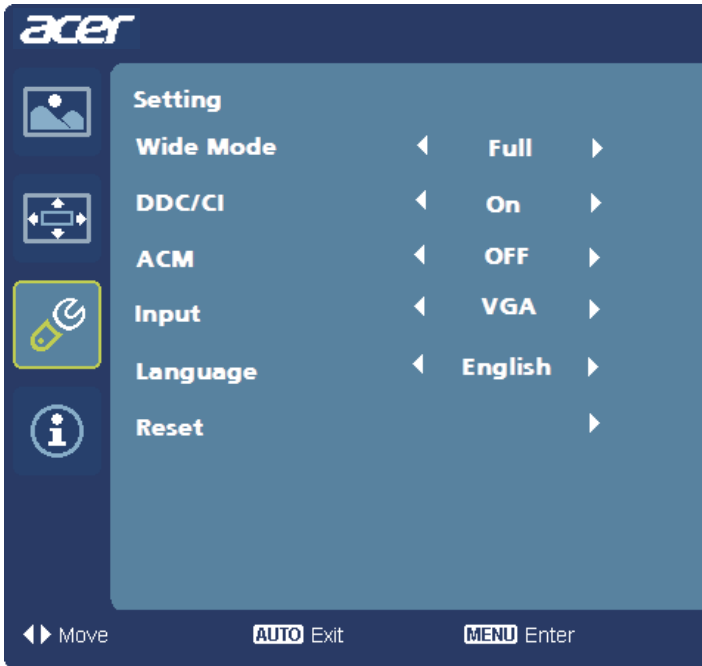 acer
Setting
Wide Mode Full
DDC/CI On
ACM OFF
Input VGA
Language English
Reset
Move AUTO Exit MENU Enter